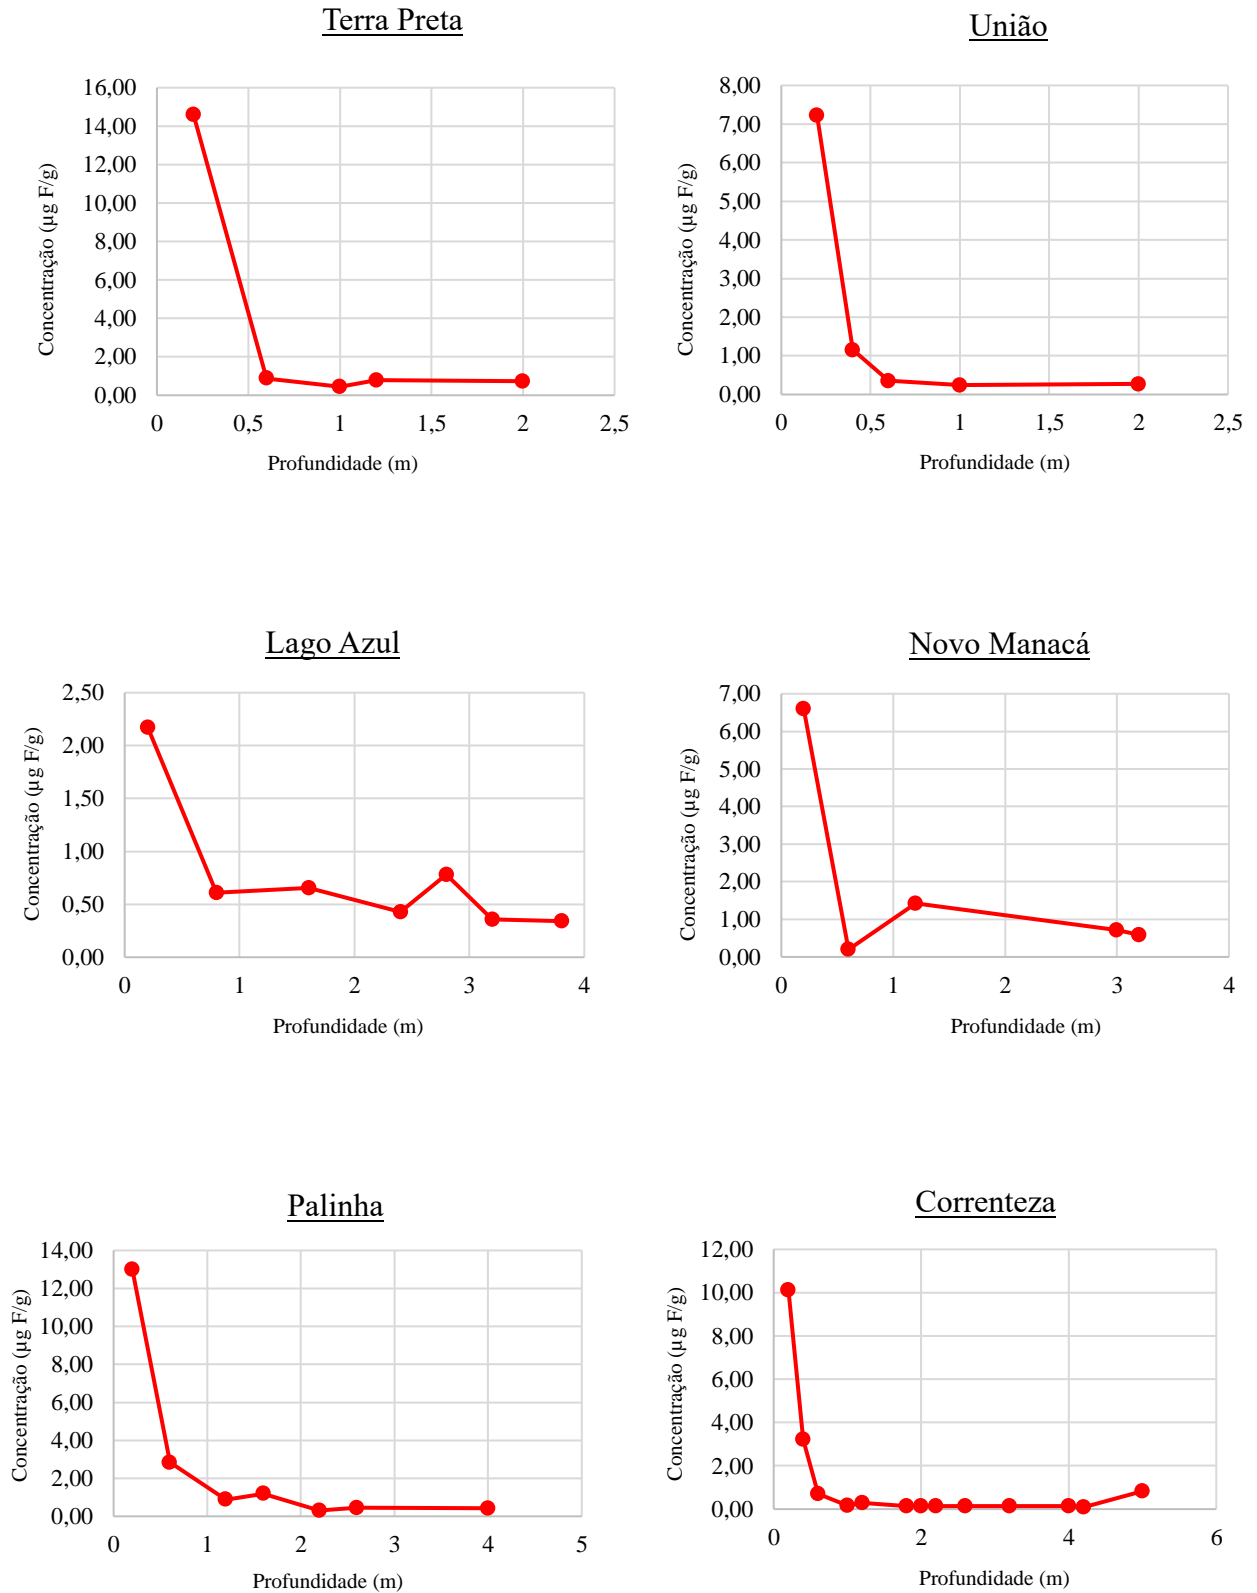 Terra Preta
16,00
14,00
12,00
10,00
8,00
6,00
4,00
2,00
0,00
0 0,5 1 1,5 2 2,5
Concentração (µg F/g)
Profundidade (m)
União
8,00
7,00
6,00
5,00
4,00
3,00
2,00
1,00
0,00
0 0,5 1 1,5 2 2,5
Concentração (µg F/g)
Profundidade (m)
Lago Azul
2,50
2,00
1,50
1,00
0,50
0,00
0 1 2 3 4
Concentração (µg F/g)
Profundidade (m)
Novo Manacá
7,00
6,00
5,00
4,00
3,00
2,00
1,00
0,00
0 1 2 3 4
Concentração (µg F/g)
Profundidade (m)
Palinha
14,00
12,00
10,00
8,00
6,00
4,00
2,00
0,00
0 1 2 3 4 5
Concentração (µg F/g)
Profundidade (m)
Correnteza
12,00
10,00
8,00
6,00
4,00
2,00
0,00
0 2 4 6
Concentração (µg F/g)
Profundidade (m)